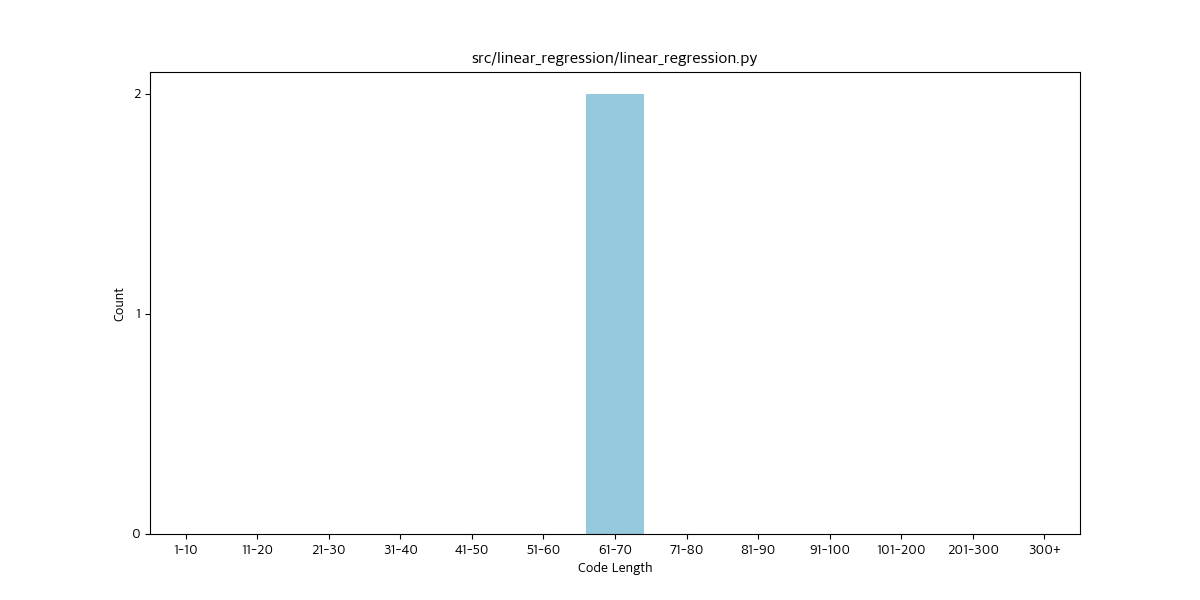 src/linear_regression/linear_regression.py
2
1
0
Count
1-10 11-20 21-30 31-40 41-50 51-60 61-70 71-80 81-90 91-100 101-200 201-300 300+
Code Length